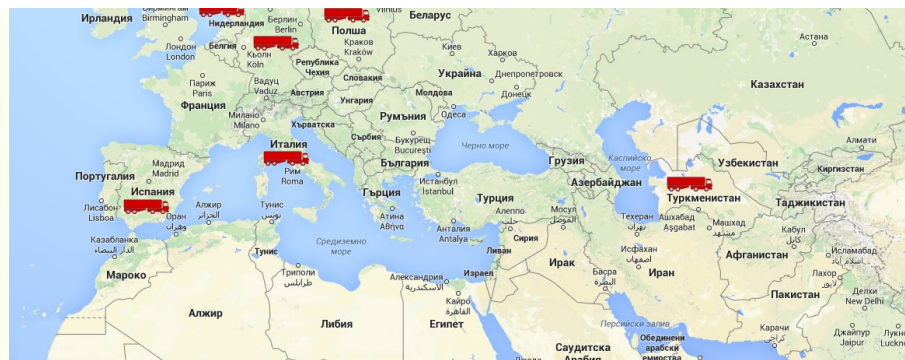 Ирландия
Бирмингам
Birmingham
Нидерландия
Берлин
Berlin
Vilnius
Беларус
Полша
Лондон
London
Белгия
Кьолн
Köln
Краков
Kraków
Киев
Харков
Астана
Република
Чехия
Париж
Paris
Вадуц
Vaduz
Словакия
Украйна
Днепропетровск
Казахстан
Австрия
Молдова
Донецк
Франция
Унгария
Милано
Milano
Хърватска
Румъния
Одеса
Италия
Сърбия
Букурещ
București
Черно море
Каспийско
море
Алмати
Мадрид
Madrid
Рим
Roma
България
Грузия
Узбекистан
Киргизстан
Португалия
Испания
Истанбул
İstanbul
Азербайджан
Туркменистан
Таджикистан
Гърция
Турция
Лисабон
Lisboa
Оран
وهران
Алжир
الجزائر
Тунис
تونس
Атина
Αθήνα
Анталия
Antalya
Алепо
حلب
Мосул
الموصل
Техеран
تهران
Ашхабад
Aşgabat
Машхад
مشهد
Кабул
کابل
Казабланка
الدار البيضاء
Тунис
Средиземно
море
Сирия
Ливан
Исфахан
اصفهان
Исламабад
اسلام آباد
Мароко
Триполи
طرابلس
Александрия
الإسكندرية
Израел
Ирак
Басра
البصرة
Иран
Афганистан
Лахор
لاہور
Делхи
New Delhi
Кайро
القاهرة
Пакистан
Алжир
Либия
Египет
Персийски залив
Карачи
کراچی
Джайпур
Jaipur
Саудитска
Арабия
Обединени
арабски
емирства